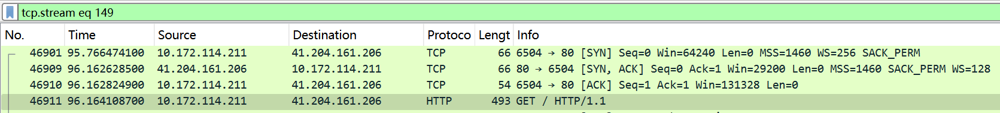 tcp.stream eq 149
No. Time Source Destination Protoco Lengt Info
46901 95.766474100 10.172.114.211 41.204.161.206 TCP 66 6504 → 80 [SYN] Seq=0 Win=64240 Len=0 MSS=1460 WS=256 SACK_PERM
46909 96.162628500 41.204.161.206 10.172.114.211 TCP 66 80 → 6504 [SYN, ACK] Seq=0 Ack=1 Win=29200 Len=0 MSS=1460 SACK_PERM WS=128
46910 96.162824900 10.172.114.211 41.204.161.206 TCP 54 6504 → 80 [ACK] Seq=1 Ack=1 Win=131328 Len=0
46911 96.164108700 10.172.114.211 41.204.161.206 HTTP 493 GET / HTTP/1.1